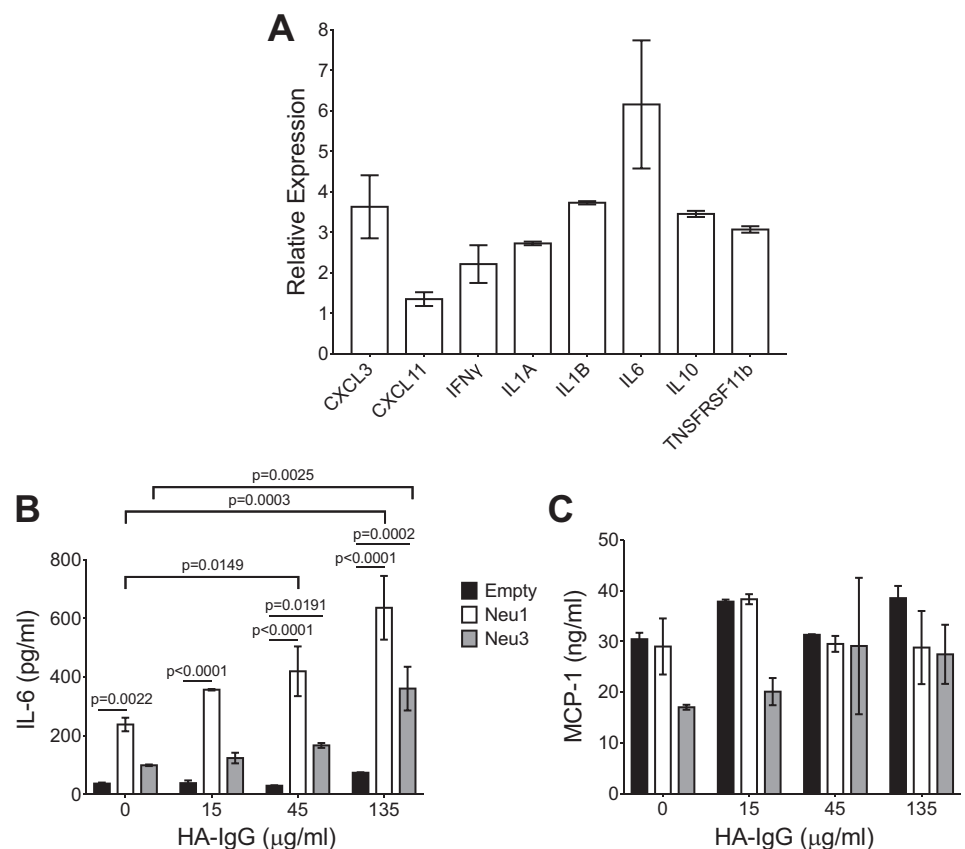 A
Relative Expression
8
7
6
5
4
3
2
1
0
CXCL3
CXCL11
IFNγ
IL1A
IL1B
IL6
IL10
TNSFRSF11b
B
p=0.0025
p=0.0003
p=0.0149
p=0.0002
p<0.0001
p=0.0191
p<0.0001
p<0.0001
p=0.0022
IL-6 (pg/ml)
800
600
400
200
0
0 15 45 135
HA-IgG (μg/ml)
Empty
Neu1
Neu3
C
MCP-1 (ng/ml)
50
40
30
20
10
0
0 15 45 135
HA-IgG (μg/ml)